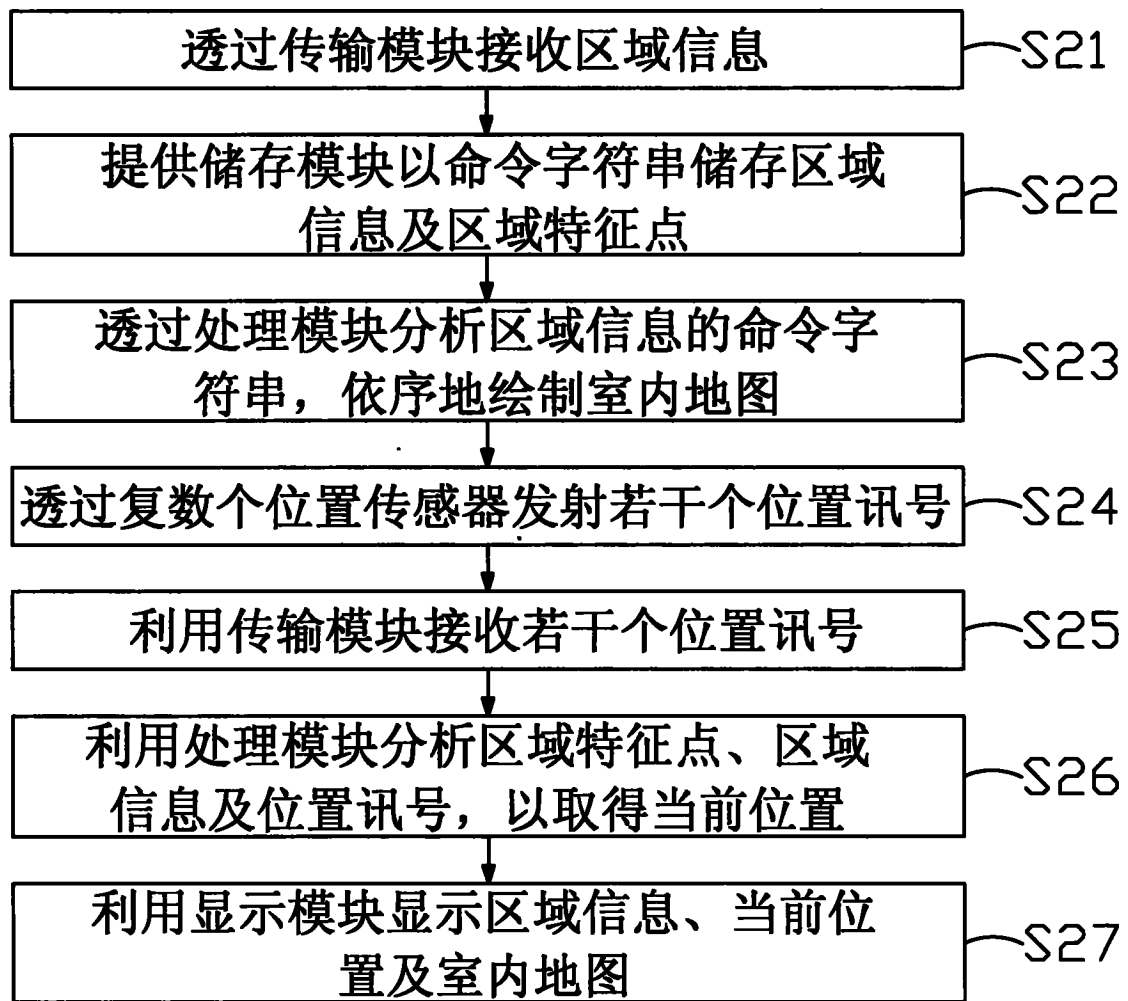 透过传输模块接收区域信息
S21
提供储存模块以命令字符串储存区域
信息及区域特征点
S22
透过处理模块分析区域信息的命令字
符串，依序地绘制室内地图
S23
透过复数个位置传感器发射若干个位置讯号
S24
利用传输模块接收若干个位置讯号
S25
利用处理模块分析区域特征点、区域
信息及位置讯号，以取得当前位置
S26
利用显示模块显示区域信息、当前位
置及室内地图
S27